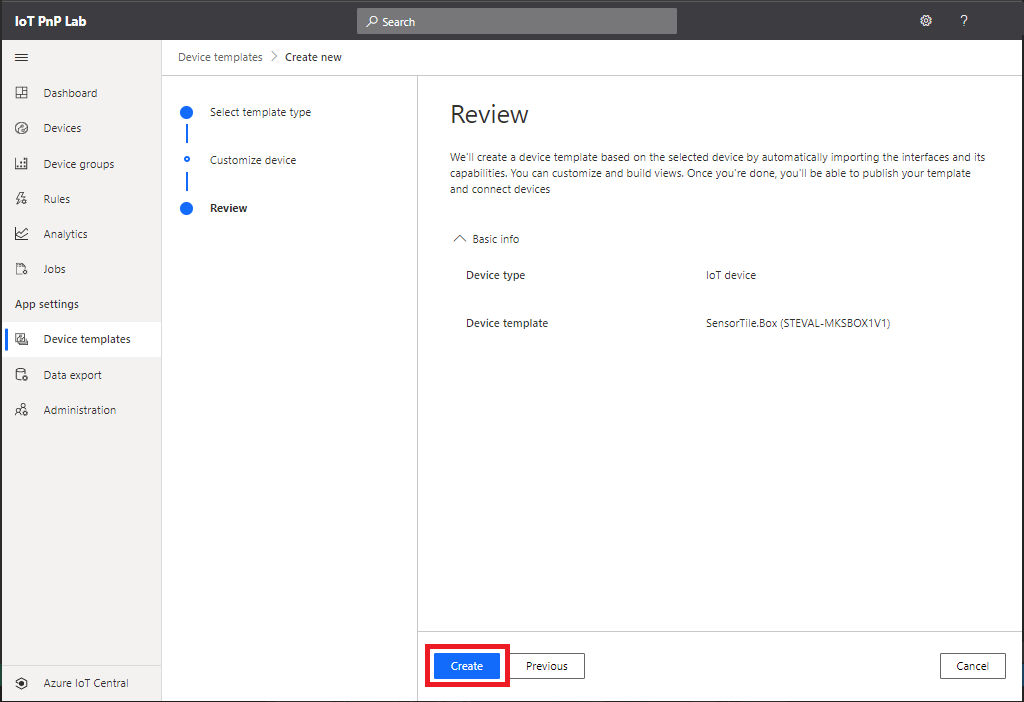 IoT PnP Lab
Search
?
Device templates > Create new
Dashboard
Devices
Device groups
Rules
Analytics
Jobs
App settings
Device templates
Data export
Administration
Azure IoT Central
Select template type
Customize device
Review
Review
We'll create a device template based on the selected device by automatically importing the interfaces and its
capabilities. You can customize and build views. Once you're done, you'll be able to publish your template
and connect devices
Basic info
Device type IoT device
Device template SensorTile.Box (STEVAL-MKSBOX1V1)
Create Previous Cancel